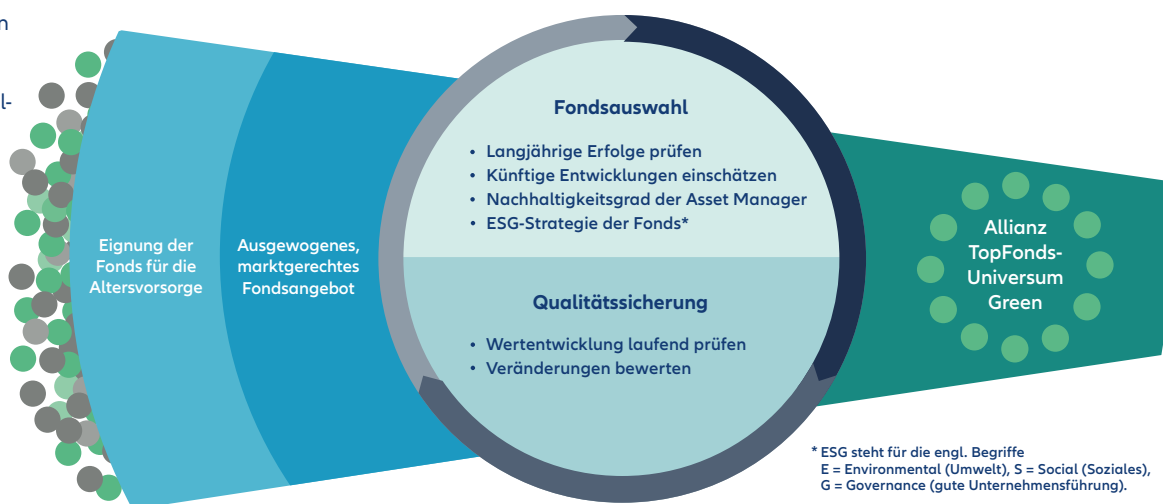 n
l-
Eignung der
Fonds für die
Altersvorsorge
Ausgewogenes,
marktgerechtes
Fondsangebot
Fondsauswahl
• Langjährige Erfolge prüfen
• Künftige Entwicklungen einschätzen
• Nachhaltigkeitsgrad der Asset Manager
• ESG-Strategie der Fonds*
Qualitätssicherung
• Wertentwicklung laufend prüfen
• Veränderungen bewerten
Allianz
TopFonds-
Universum
Green
* ESG steht für die engl. Begriffe
E = Environmental (Umwelt), S = Social (Soziales),
G = Governance (gute Unternehmensführung).